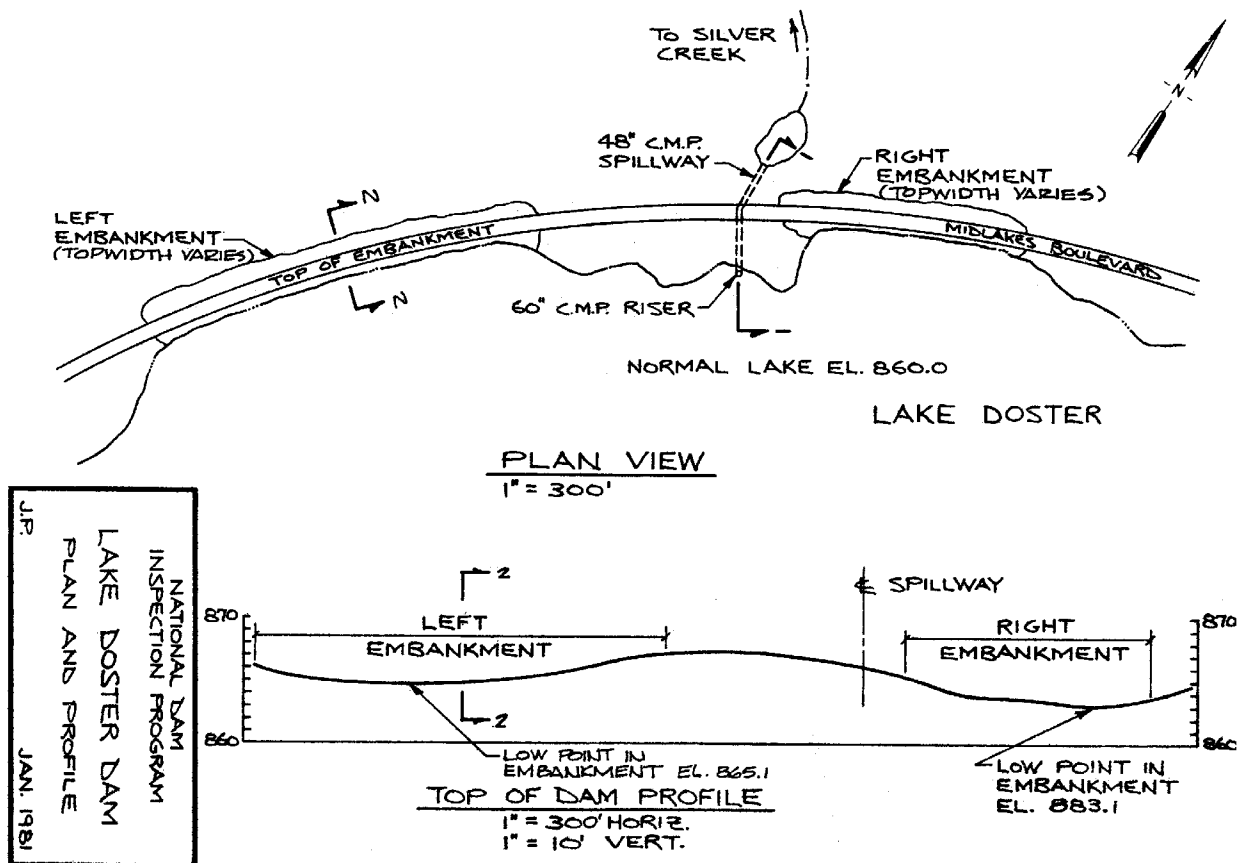 TO SILVER
CREEK
N
48" C.M.P.
SPILLWAY
RIGHT
EMBANKMENT
(TOPWIDTH VARIES)
LEFT
EMBANKMENT
(TOPWIDTH VARIES)
N
TOP OF EMBANKMENT
MIDLAKES BOULEVARD
N
60" C.M.P. RISER
NORMAL LAKE EL. 860.0
LAKE DOSTER
PLAN VIEW
1" = 300'
NATIONAL DAM
INSPECTION PROGRAM
LAKE DOSTER DAM
PLAN AND PROFILE
J.P.
JAN. 1981
2
℄ SPILLWAY
870
LEFT
EMBANKMENT
RIGHT
EMBANKMENT
870
2
860
860
LOW POINT IN
EMBANKMENT EL. 865.1
LOW POINT IN
EMBANKMENT
EL. 883.1
TOP OF DAM PROFILE
1" = 300' HORIZ.
1" = 10' VERT.